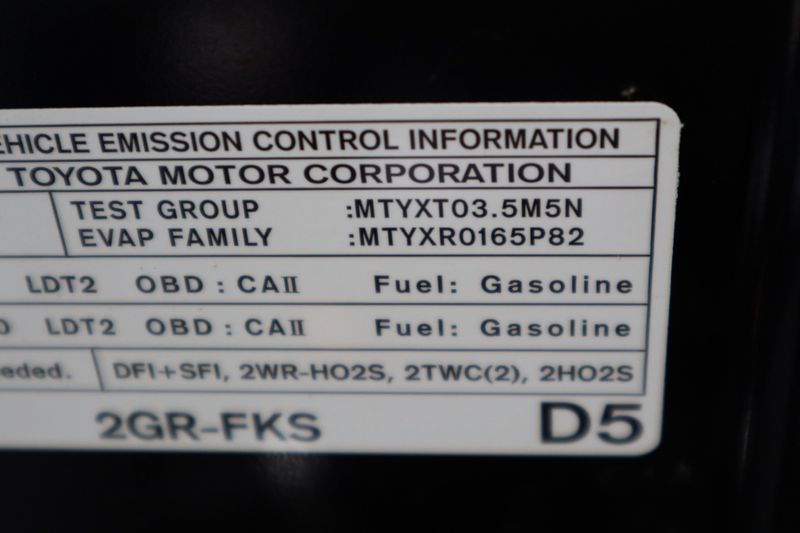 EHICLE EMISSION CONTROL INFORMATION
TOYOTA MOTOR CORPORATION
TEST GROUP :MTYXT03.5M5N
EVAP FAMILY :MTYXR0165P82
LDT2 OBD : CAII Fuel: Gasoline
0 LDT2 OBD : CAII Fuel: Gasoline
eded. DFI+SFI, 2WR-HO2S, 2TWC(2), 2HO2S
2GR-FKS D5